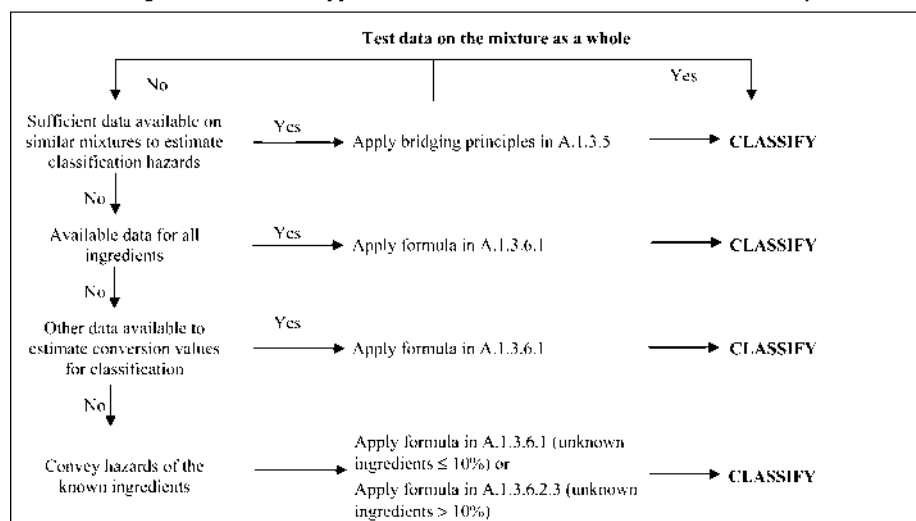 Test data on the mixture as a whole
No
Yes
Sufficient data available on
similar mixtures to estimate
classification hazards
Yes
Apply bridging principles in A.1.3.5
CLASSIFY
No
Available data for all
ingredients
Yes
Apply formula in A.1.3.6.1
CLASSIFY
No
Other data available to
estimate conversion values
for classification
Yes
Apply formula in A.1.3.6.1
CLASSIFY
No
Convey hazards of the
known ingredients
Apply formula in A.1.3.6.1 (unknown
ingredients ≤ 10%) or
Apply formula in A.1.3.6.2.3 (unknown
ingredients > 10%)
CLASSIFY